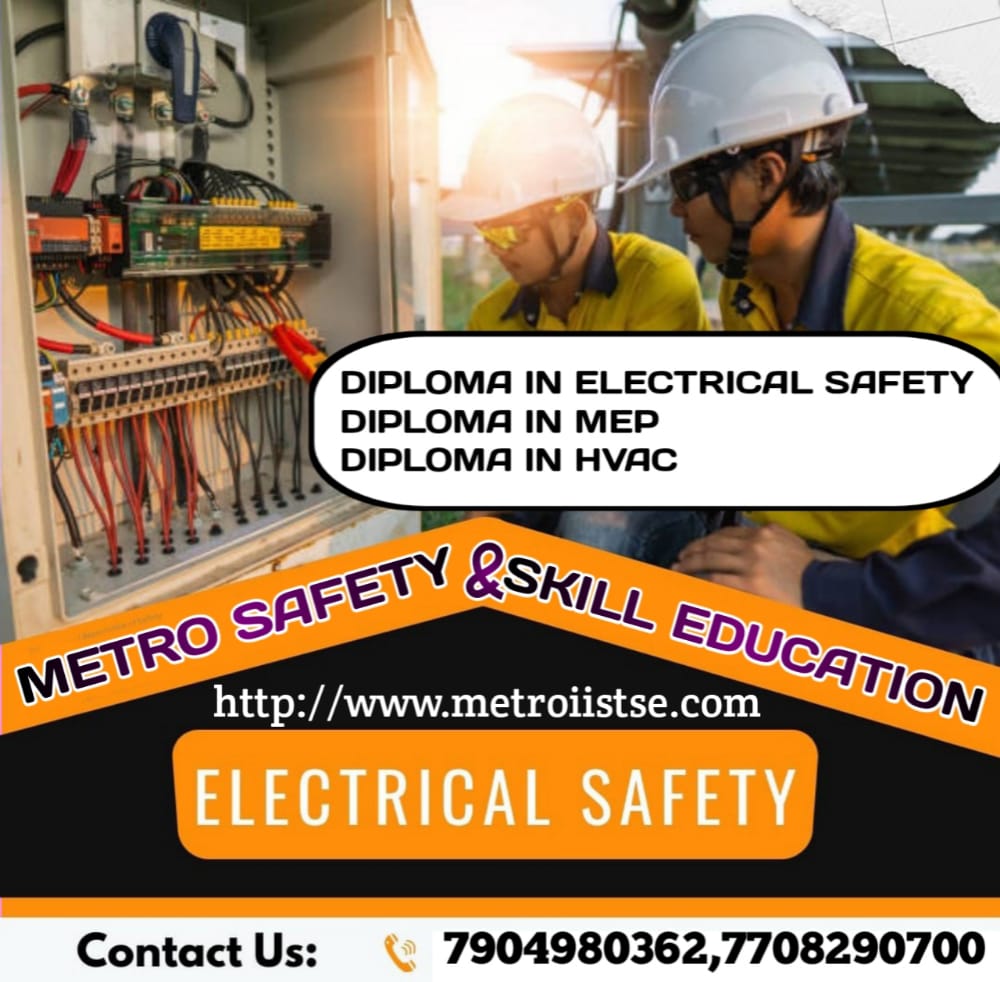 DIPLOMA IN ELECTRICAL SAFETY
DIPLOMA IN MEP
DIPLOMA IN HVAC
METRO SAFETY &SKILL EDUCATION
http://www.metroiistse.com
ELECTRICAL SAFETY
Contact Us: 7904980362,7708290700